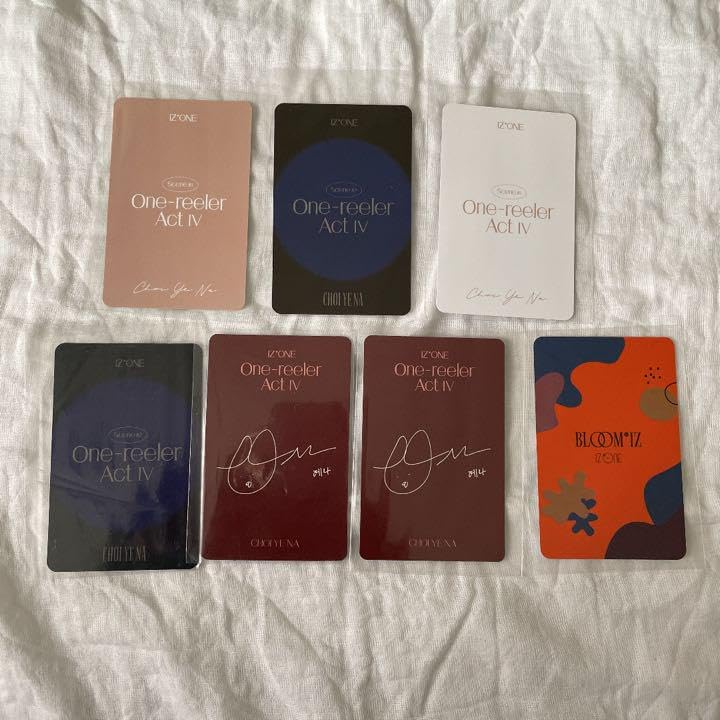 IZ*ONE
Scene#1
One-reeler
Act IV
Choi Ye Na
IZ*ONE
One-reeler
Act IV
CHOI YE NA
IZ*ONE
One-reeler
Act IV
Choi Ye Na
IZ*ONE
One-reeler
Act IV
CHOI YE NA
IZ*ONE
One-reeler
Act IV
예나
CHOI YE NA
IZ*ONE
One-reeler
Act IV
예나
CHOI YE NA
BLOOM*IZ
IZ*ONE